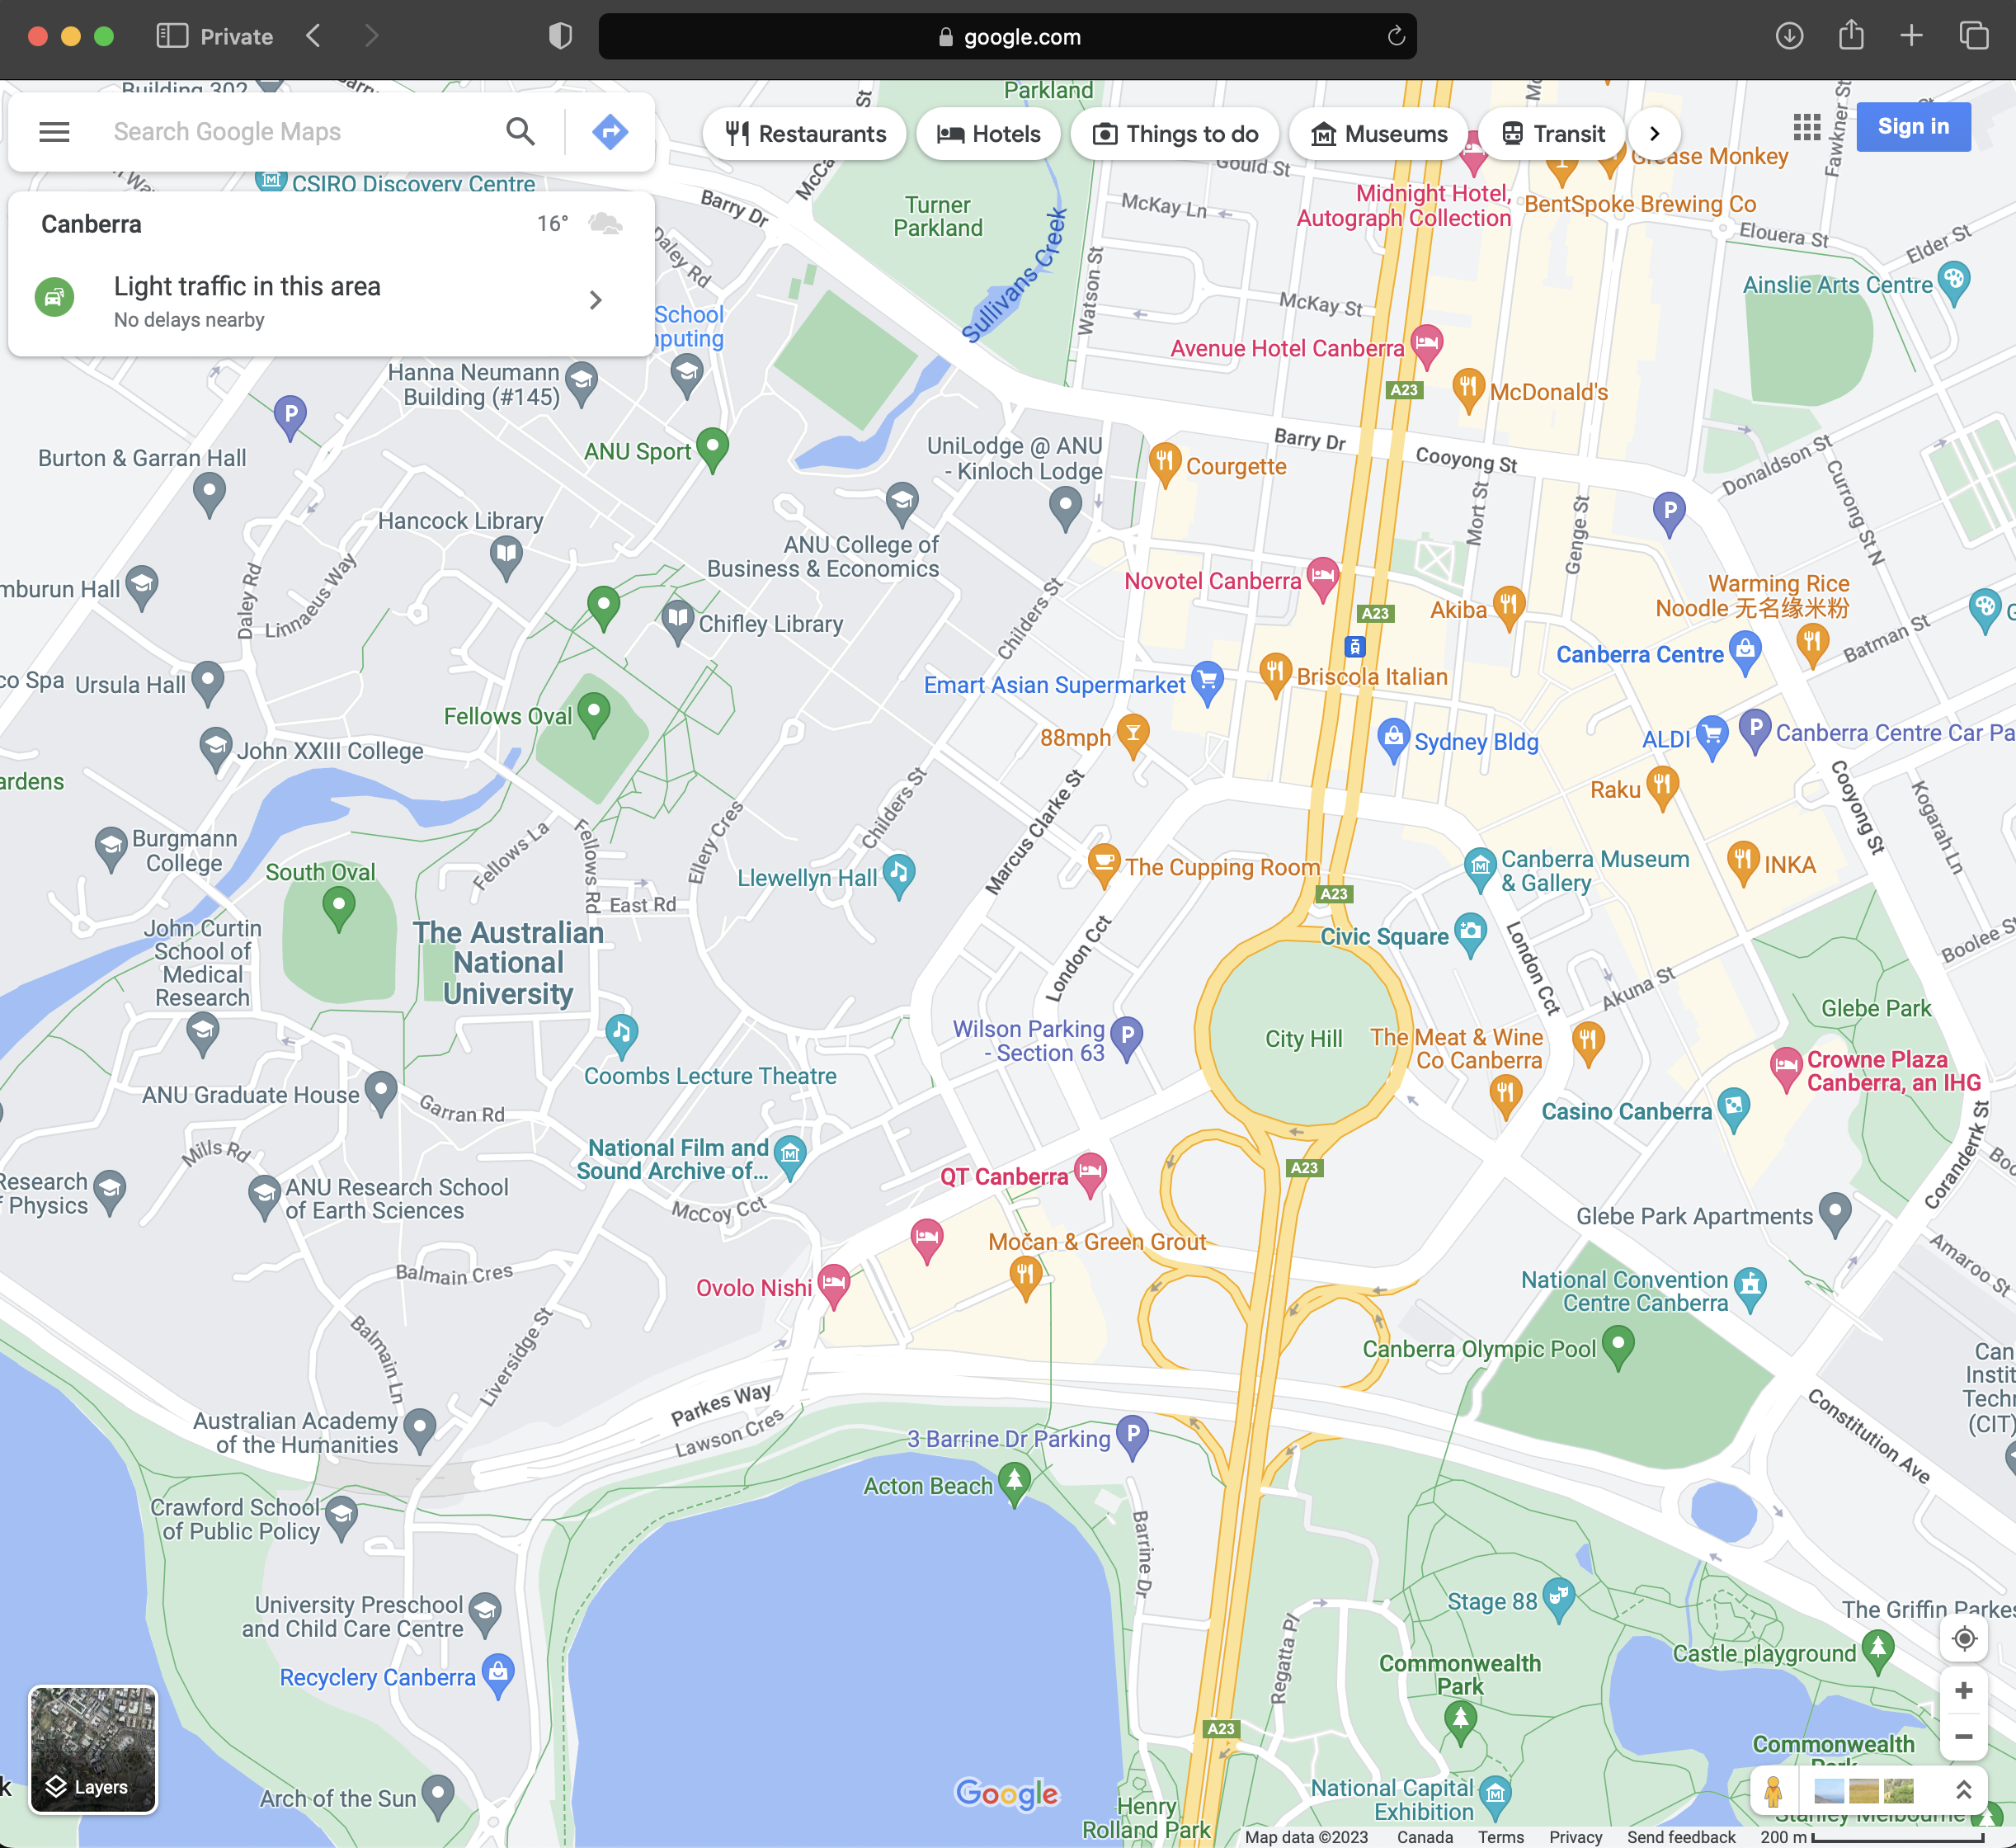 Private
google.com
Building 302
Parkland
Search Google Maps
Restaurants
Hotels
Things to do
Museums
Transit
Sign in
CSIRO Discovery Centre
Canberra
16°
Light traffic in this area
No delays nearby
Barry Dr
Turner
Parkland
Sullivans Creek
Daley Rd
Watson St
McKay Ln
Gould St
McKay St
Midnight Hotel,
Autograph Collection
Grease Monkey
BentSpoke Brewing Co
Fawkner St
Elouera St
Elder St
Ainslie Arts Centre
School
Hanna Neumann
Building (#145)
Avenue Hotel Canberra
A23
McDonald's
Burton & Garran Hall
ANU Sport
UniLodge @ ANU
- Kinloch Lodge
Courgette
Barry Dr
Cooyong St
Donaldson St
Currong St N
Mort St
Genge St
Hancock Library
ANU College of
Business & Economics
Daley Rd
Linnaeus Way
Chifley Library
Childers St
Novotel Canberra
A23
Akiba
Warming Rice
Noodle 无名缘米粉
Canberra Centre
Batman St
Ursula Hall
co Spa
Emart Asian Supermarket
Briscola Italian
Fellows Oval
88mph
Sydney Bldg
ALDI
Canberra Centre Car Pa
John XXIII College
Raku
Cooyong St
Kogarah Ln
Burgmann
College
Fellows La
Fellows Rd
Ellery Cres
Childers St
Marcus Clarke St
South Oval
Llewellyn Hall
The Cupping Room
Canberra Museum
& Gallery
INKA
East Rd
A23
John Curtin
School of
Medical
Research
The Australian
National
University
London Cct
Civic Square
London Cct
Akuna St
Boolee St
Glebe Park
Wilson Parking
- Section 63
City Hill
The Meat & Wine
Co Canberra
Crowne Plaza
Canberra, an IHG
Coombs Lecture Theatre
ANU Graduate House
Garran Rd
Casino Canberra
Coranderrk St
Mills Rd
National Film and
Sound Archive of...
QT Canberra
A23
Research
Physics
ANU Research School
of Earth Sciences
McCoy Cct
Glebe Park Apartments
Močan & Green Grout
Amaroo St
Balmain Cres
Ovolo Nishi
National Convention
Centre Canberra
Balmain Ln
Liversidge St
Canberra Olympic Pool
Can
Instit
Tech
(CIT)
Parkes Way
Lawson Cres
Constitution Ave
Australian Academy
of the Humanities
3 Barrine Dr Parking
Acton Beach
Crawford School
of Public Policy
Barrine Dr
Stage 88
The Griffin Parkes
University Preschool
and Child Care Centre
Regatta Pl
Castle playground
Recyclery Canberra
Commonwealth
Park
A23
Commonwealth
Layers
Arch of the Sun
Google
Henry
Rolland Park
National Capital
Exhibition
Map data ©2023
Canada
Terms
Privacy
Send feedback
200 m